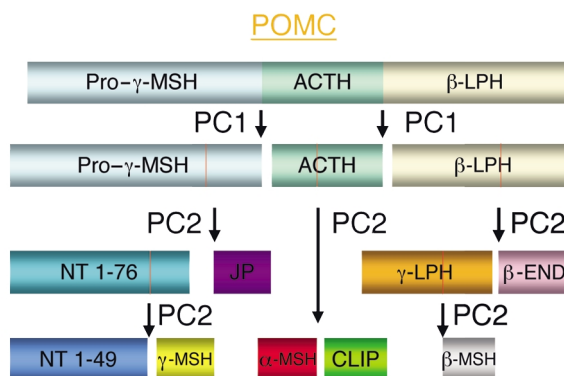 POMC
Pro-γ-MSH ACTH β-LPH
PC1 PC1
Pro-γ-MSH ACTH β-LPH
PC2 PC2 PC2
NT 1-76 JP γ-LPH β-END
PC2 PC2
NT 1-49 γ-MSH α-MSH CLIP β-MSH